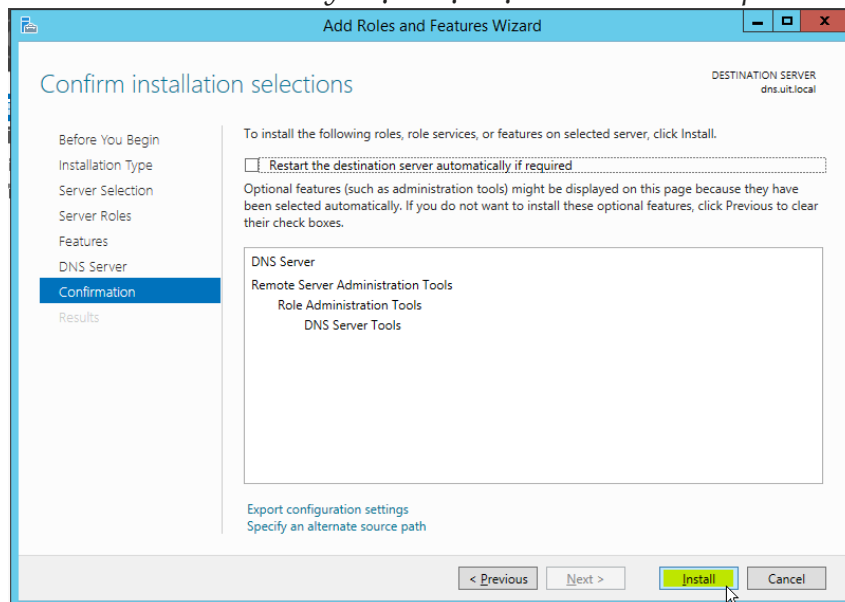 Add Roles and Features Wizard
Confirm installation selections
DESTINATION SERVER
dns.uit.local
Before You Begin
Installation Type
Server Selection
Server Roles
Features
DNS Server
Confirmation
Results
To install the following roles, role services, or features on selected server, click Install.
Restart the destination server automatically if required
Optional features (such as administration tools) might be displayed on this page because they have
been selected automatically. If you do not want to install these optional features, click Previous to clear
their check boxes.
DNS Server
Remote Server Administration Tools
Role Administration Tools
DNS Server Tools
Export configuration settings
Specify an alternate source path
< Previous
Next >
Install
Cancel